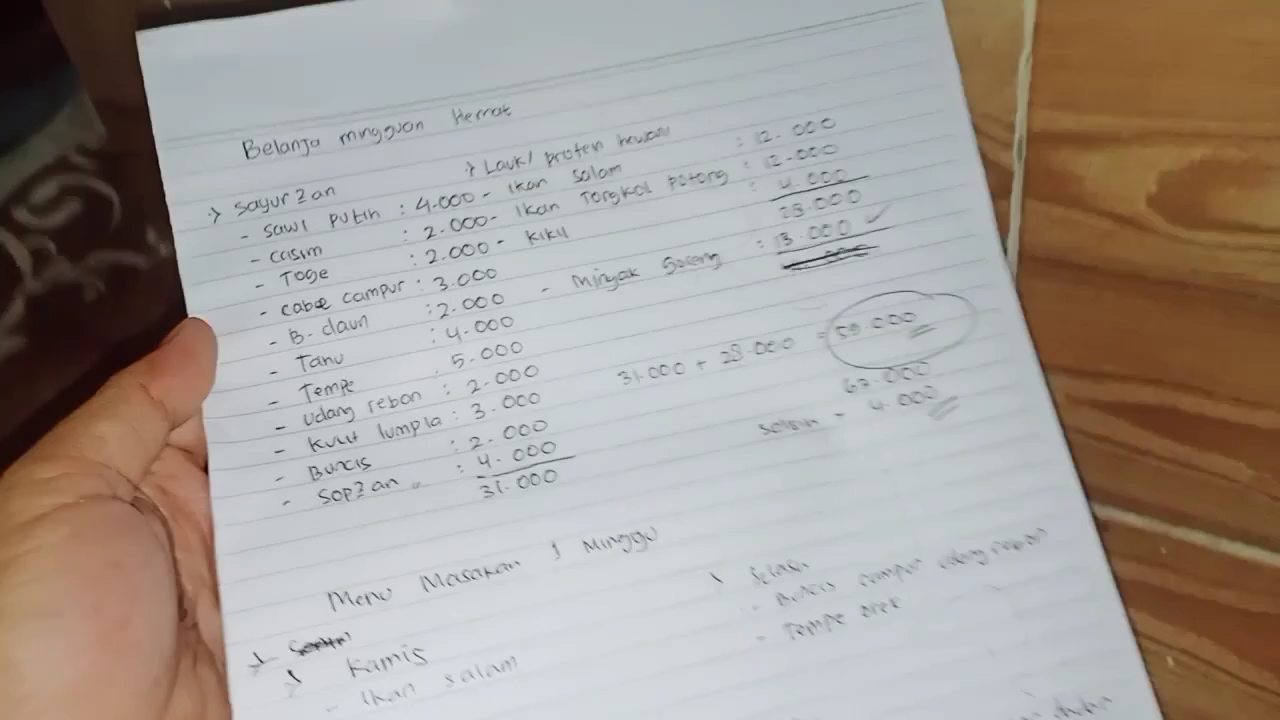 Belanja mingguan Hemat
> Sayur2an
- Sawi putih : 4.000
- caisim : 2.000
- Toge : 2.000
- cabe campur : 3.000
- B. daun : 2.000
- Tahu : 4.000
- Tempe : 5.000
- udang rebon : 2.000
- Kulit lumpia : 3.000
- Buncis : 2.000
- Sop2an : 4.000
31.000
> Lauk / protein hewani
- Ikan salam : 12.000
- Ikan Tongkol potong : 12.000
- Kikil : 4.000
28.000
- Minyak Goreng : 13.000
31.000 + 28.000 = 59.000
63.000
selisih - 4.000
Menu Masakan 1 Minggu
> Kamis
- Ikan salam
> Selasa
- Buncis campur udang rebon
- Tempe orek